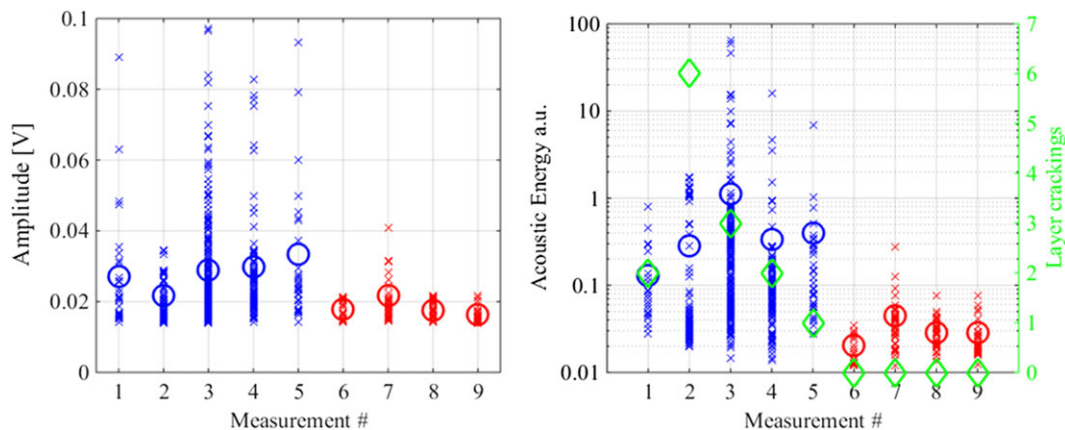 0.1
0.08
0.06
0.04
0.02
0
Amplitude [V]
1 2 3 4 5 6 7 8 9
Measurement #
100
10
1
0.1
0.01
Acoustic Energy a.u.
7
6
5
4
3
2
1
0
Layer crackings
1 2 3 4 5 6 7 8 9
Measurement #